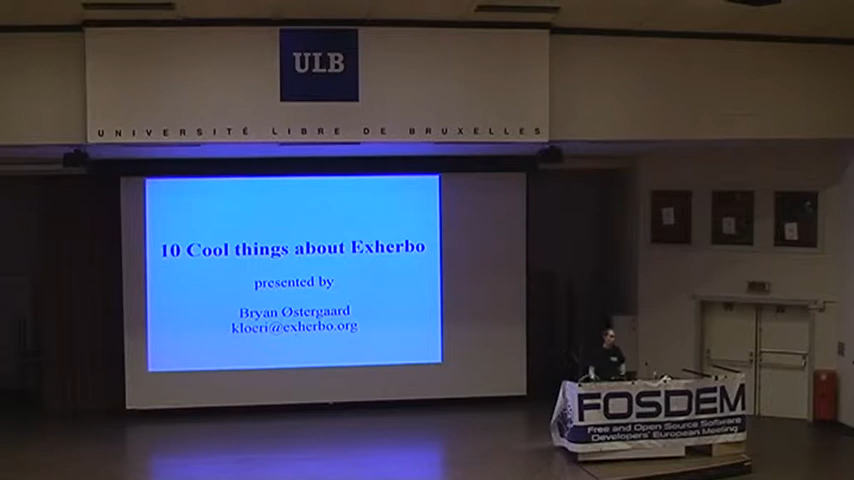 ULB
UNIVERSITÉ LIBRE DE BRUXELLES
10 Cool things about Exherbo
presented by
Bryan Østergaard
kloeri@exherbo.org
FOSDEM
Free and Open Source Software
Developers' European Meeting